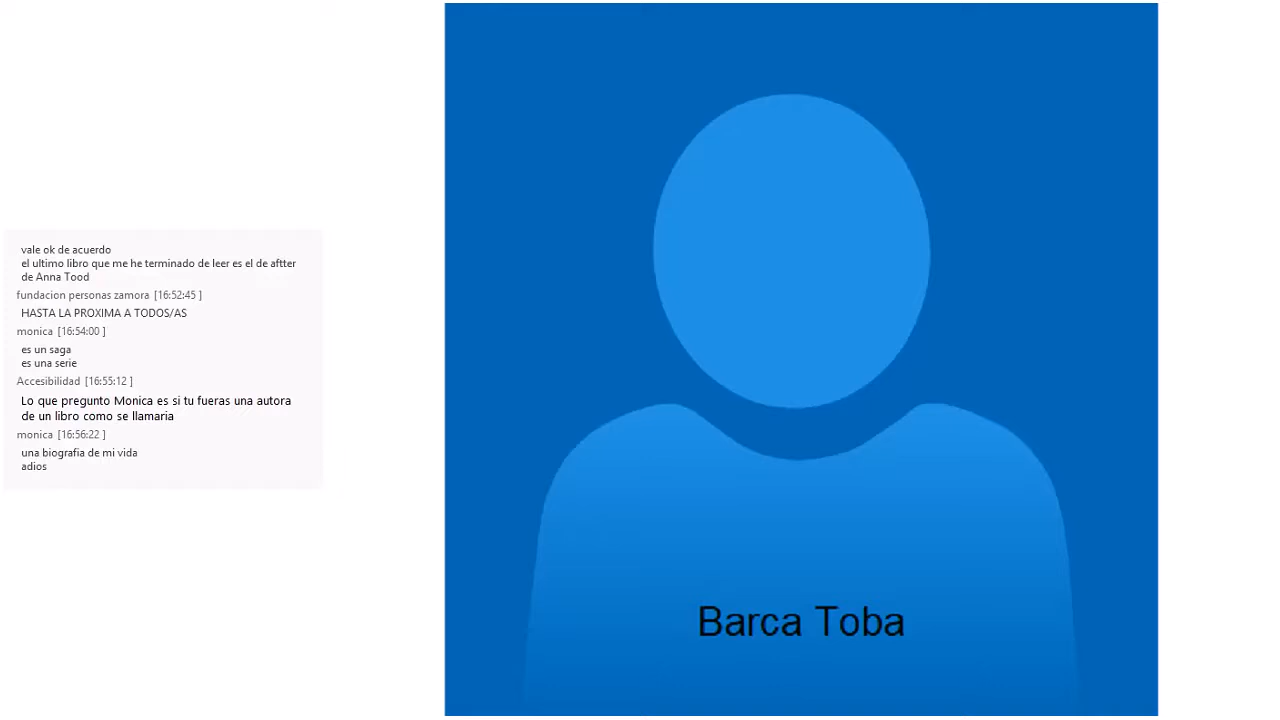 vale ok de acuerdo
el ultimo libro que me he terminado de leer es el de aftter
de Anna Tood
fundacion personas zamora [16:52:45 ]
HASTA LA PROXIMA A TODOS/AS
monica [16:54:00 ]
es un saga
es una serie
Accesibilidad [16:55:12 ]
Lo que pregunto Monica es si tu fueras una autora
de un libro como se llamaria
monica [16:56:22 ]
una biografia de mi vida
adios
Barca Toba